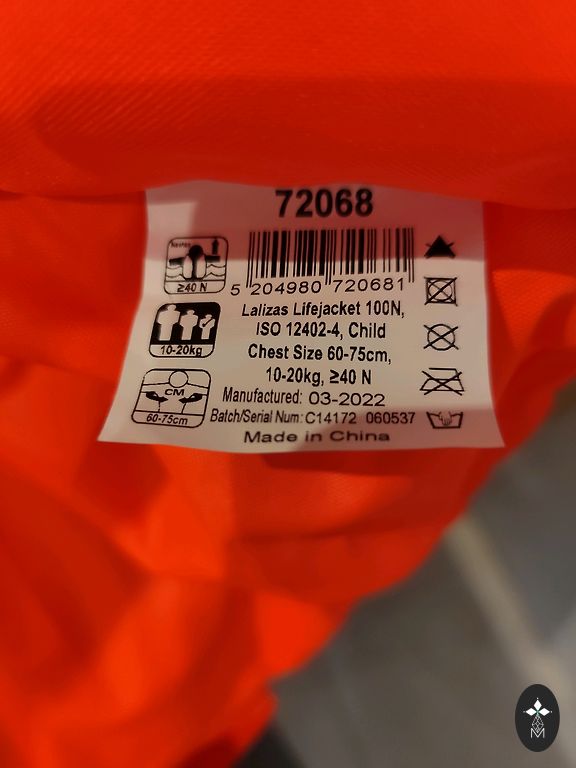 72068
Newton
≥40 N
5 204980 720681
Lalizas Lifejacket 100N,
ISO 12402-4, Child
Chest Size 60-75cm,
10-20kg, ≥40 N
10-20kg
CM
60-75cm
Manufactured: 03-2022
Batch/Serial Num: C14172 060537
Made in China
M